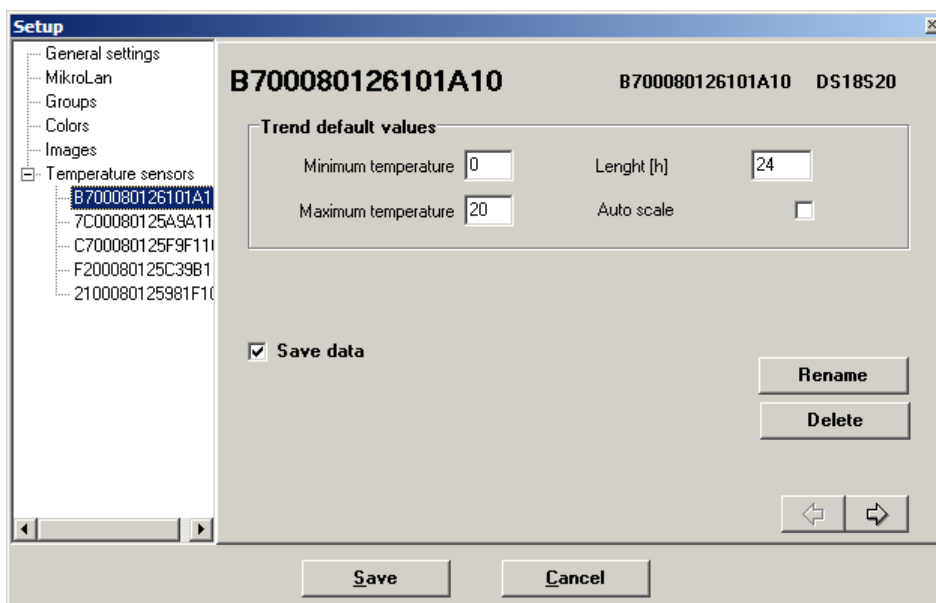 Setup
General settings
MikroLan
Groups
Colors
Images
Temperature sensors
B700080126101A1
7C00080125A9A11
C700080125F9F11(
F200080125C39B1
2100080125981F1(
B700080126101A10 B700080126101A10 DS18S20
Trend default values
Minimum temperature 0 Lenght [h] 24
Maximum temperature 20 Auto scale
Save data
Rename
Delete
Save Cancel